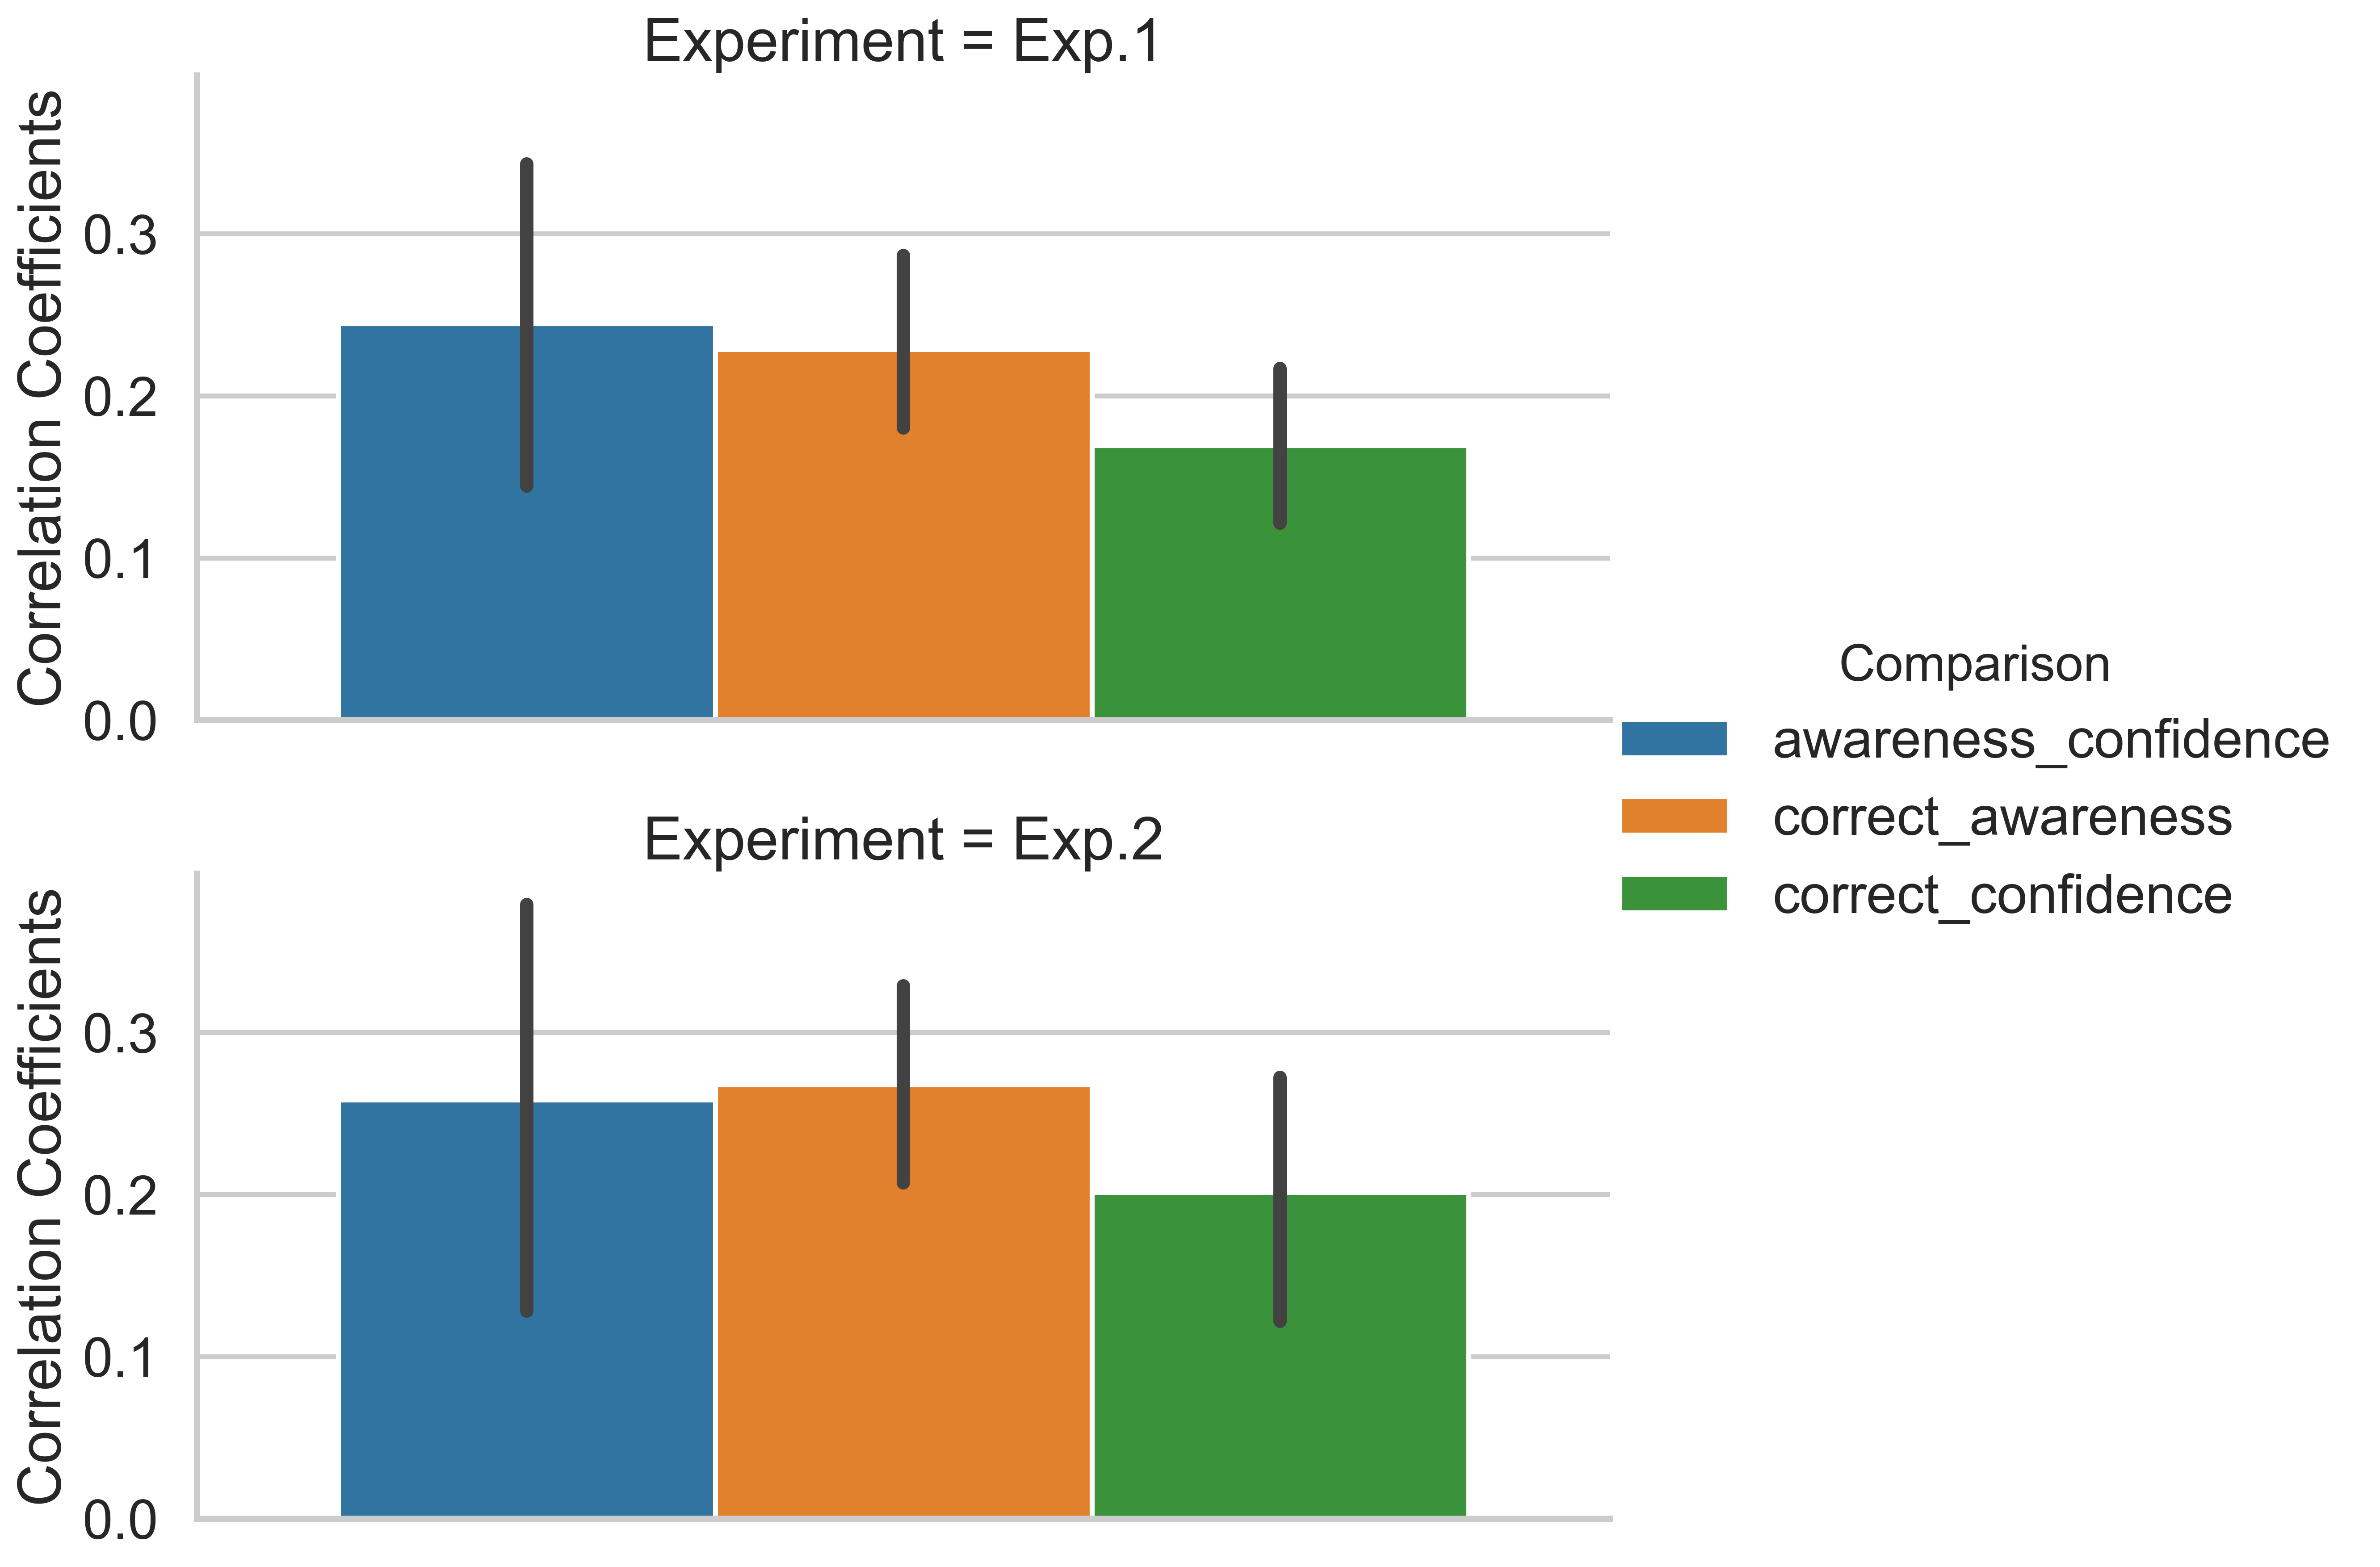 Experiment = Exp.1
Correlation Coefficients
0.3
0.2
0.1
0.0
Comparison
awareness_confidence
correct_awareness
correct_confidence
Experiment = Exp.2
Correlation Coefficients
0.3
0.2
0.1
0.0